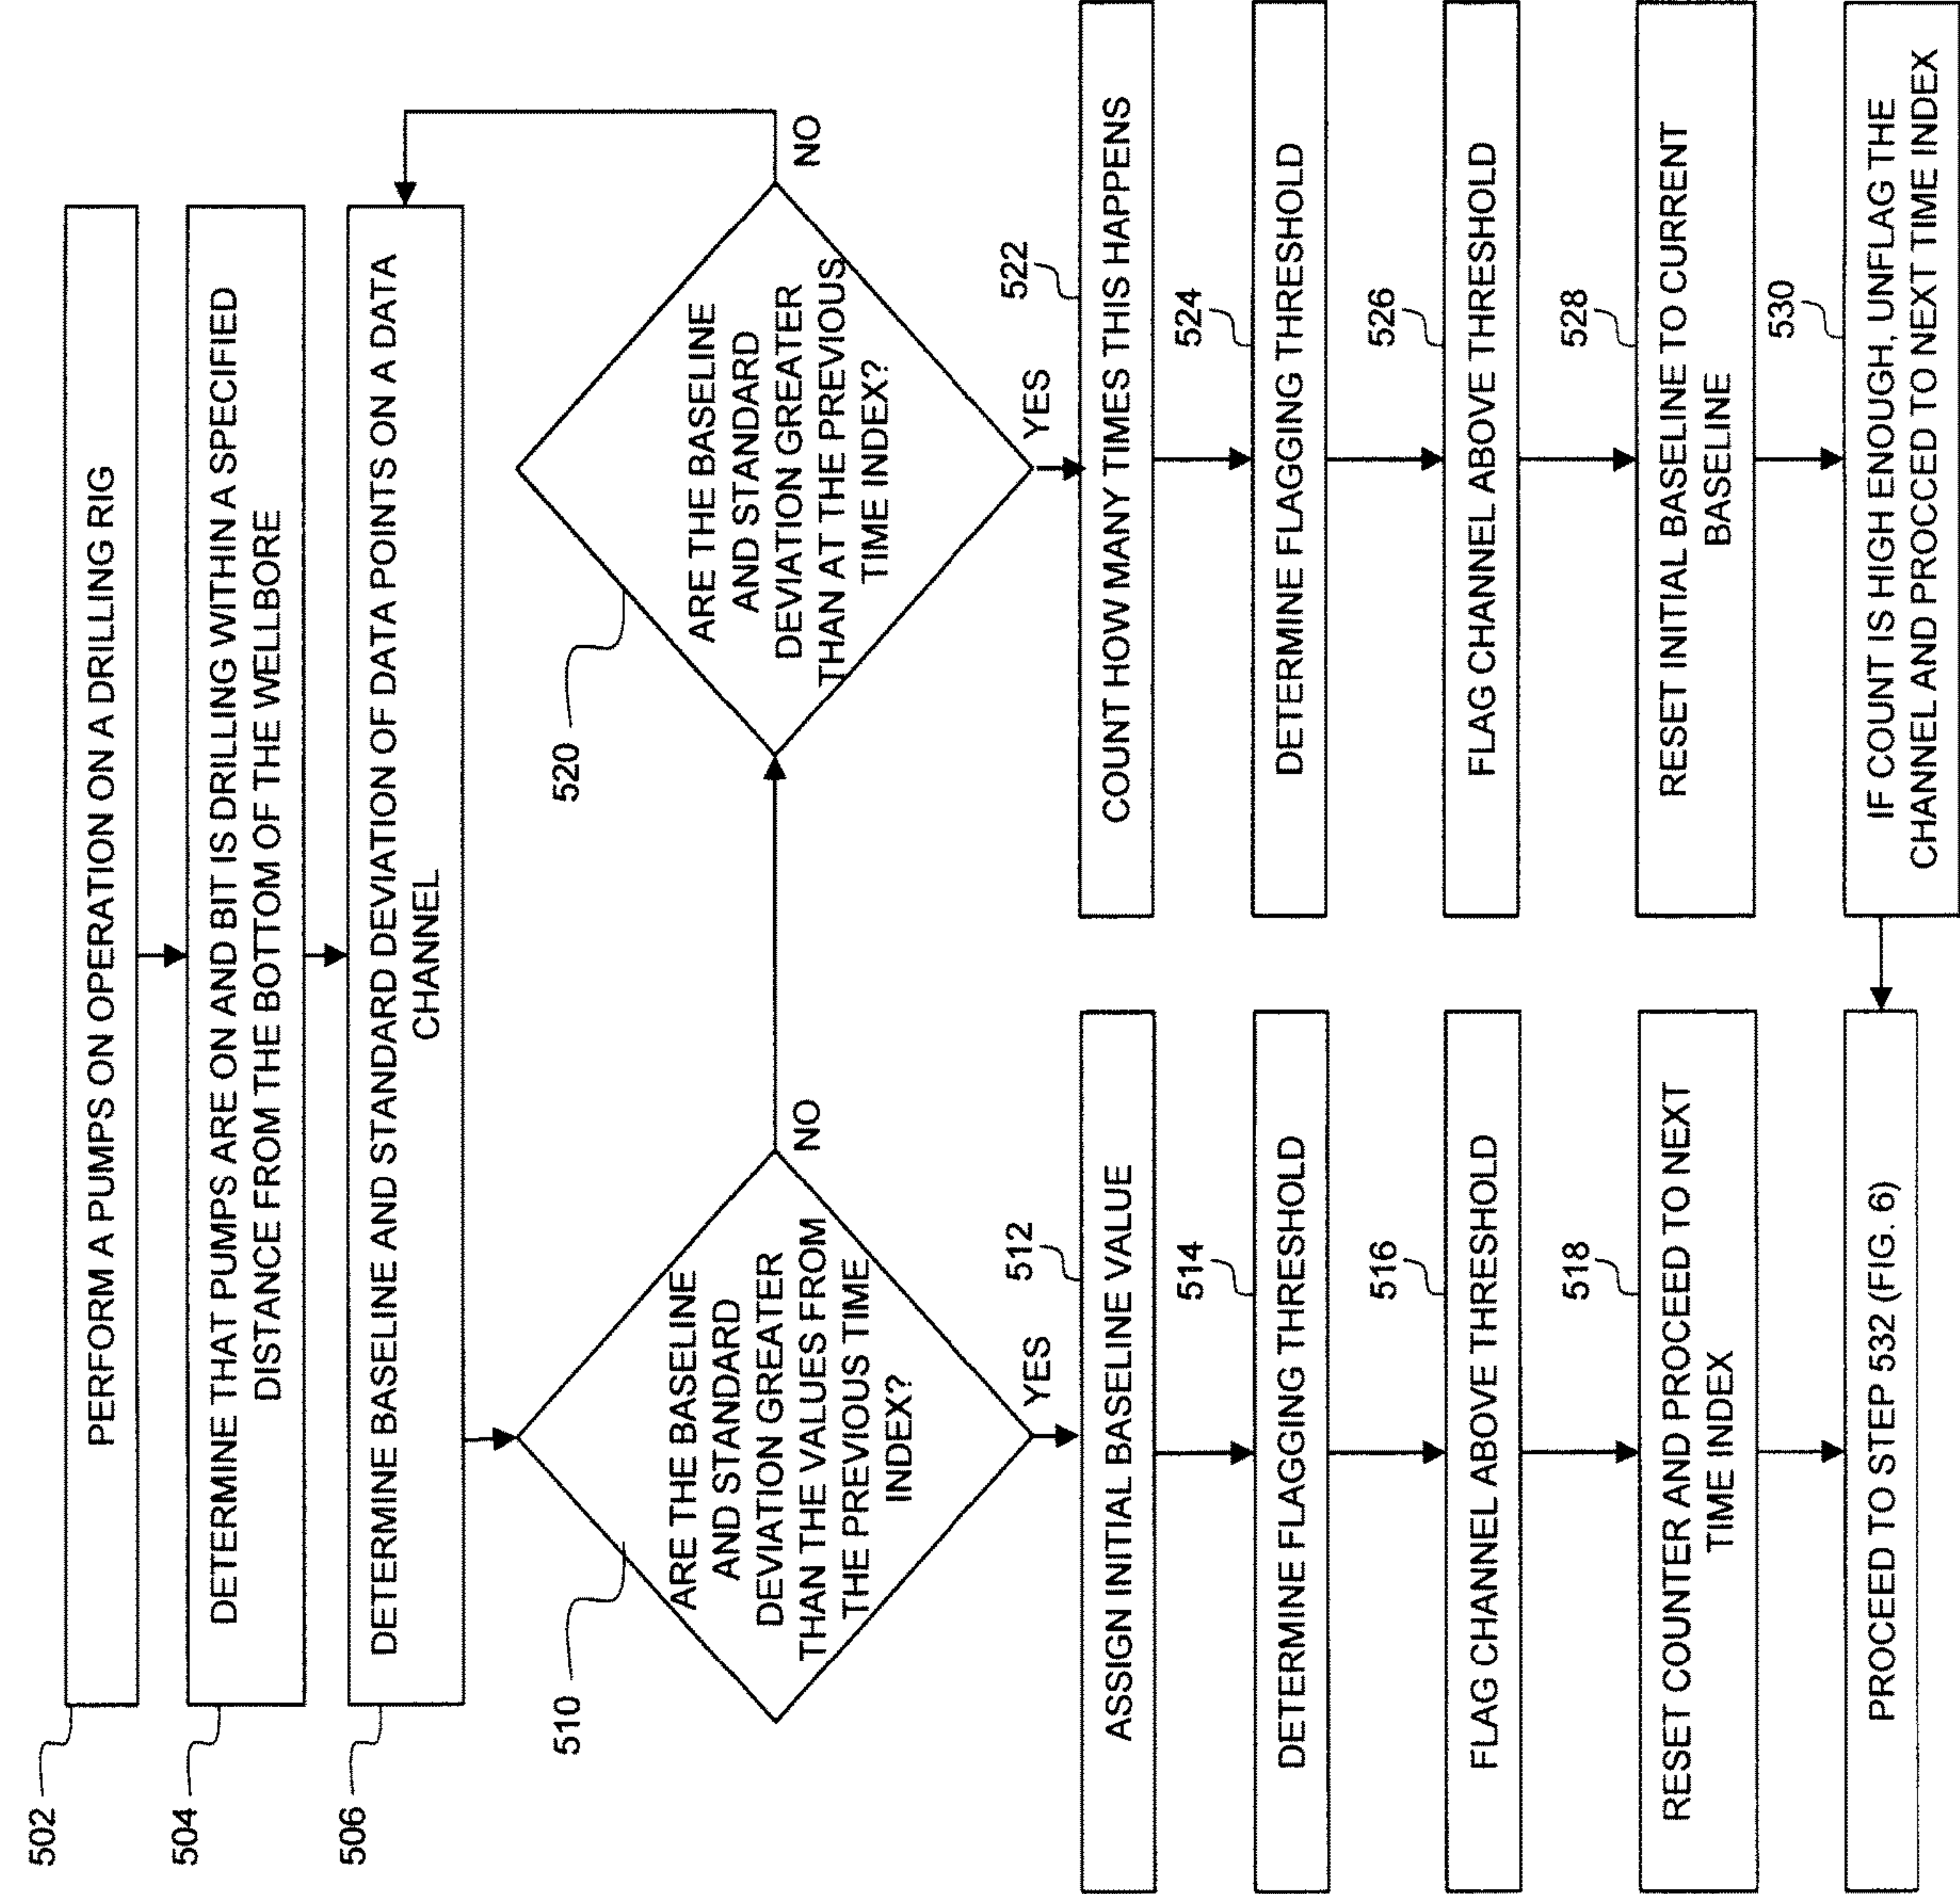 502
PERFORM A PUMPS ON OPERATION ON A DRILLING RIG
504
DETERMINE THAT PUMPS ARE ON AND BIT IS DRILLING WITHIN A SPECIFIED
DISTANCE FROM THE BOTTOM OF THE WELLBORE
506
DETERMINE BASELINE AND STANDARD DEVIATION OF DATA POINTS ON A DATA
CHANNEL
510
ARE THE BASELINE
AND STANDARD
DEVIATION GREATER
THAN THE VALUES FROM
THE PREVIOUS TIME
INDEX?
NO
YES
520
ARE THE BASELINE
AND STANDARD
DEVIATION GREATER
THAN AT THE PREVIOUS
TIME INDEX?
NO
YES
512
ASSIGN INITIAL BASELINE VALUE
514
DETERMINE FLAGGING THRESHOLD
516
FLAG CHANNEL ABOVE THRESHOLD
518
RESET COUNTER AND PROCEED TO NEXT
TIME INDEX
PROCEED TO STEP 532 (FIG. 6)
522
COUNT HOW MANY TIMES THIS HAPPENS
524
DETERMINE FLAGGING THRESHOLD
526
FLAG CHANNEL ABOVE THRESHOLD
528
RESET INITIAL BASELINE TO CURRENT
BASELINE
530
IF COUNT IS HIGH ENOUGH, UNFLAG THE
CHANNEL AND PROCCED TO NEXT TIME INDEX